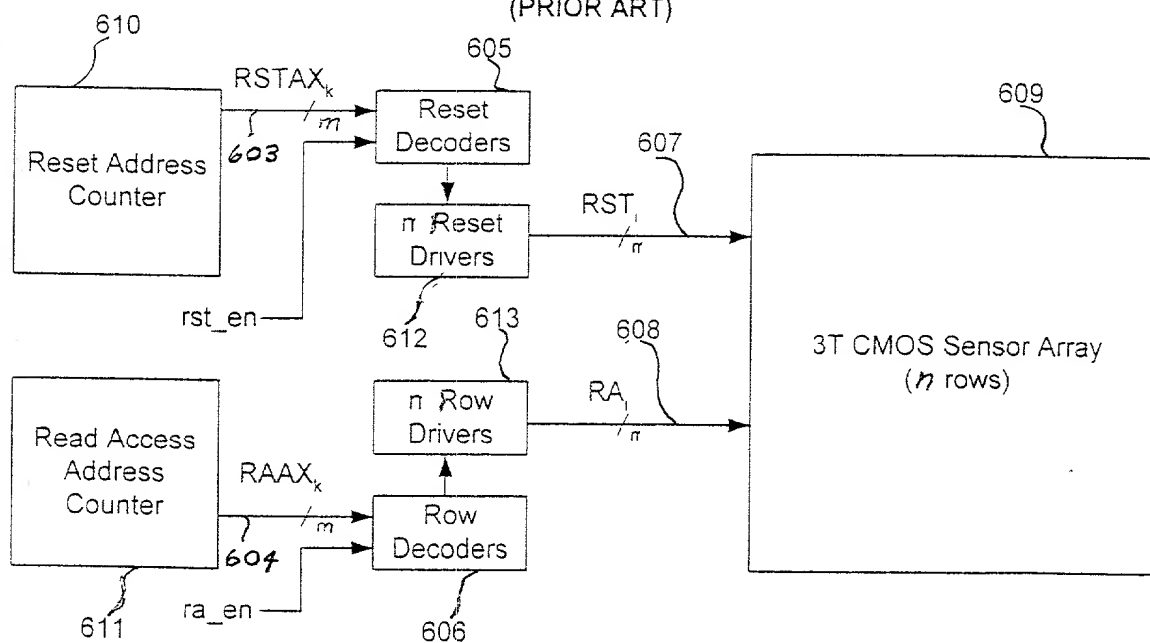 (PRIOR ART)
610
605
RSTAXk
m
603
Reset
Decoders
Reset Address
Counter
609
607
RSTi
n
n Reset
Drivers
rst_en
612
613
608
3T CMOS Sensor Array
(n rows)
n Row
Drivers
RAi
n
Read Access
Address
Counter
RAAXk
m
604
Row
Decoders
ra_en
611
606